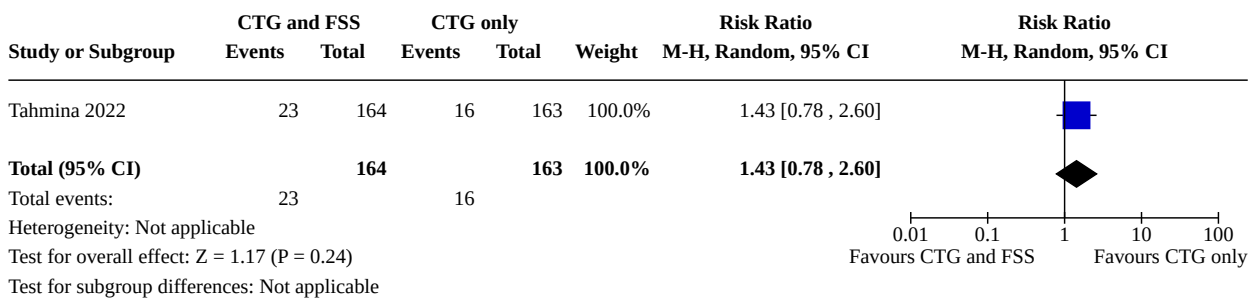 CTG and FSS CTG only Risk Ratio Risk Ratio
Study or Subgroup Events Total Events Total Weight M-H, Random, 95% CI M-H, Random, 95% CI
Tahmina 2022 23 164 16 163 100.0% 1.43 [0.78 , 2.60]
Total (95% CI) 164 163 100.0% 1.43 [0.78 , 2.60]
Total events: 23 16
Heterogeneity: Not applicable
0.01 0.1 1 10 100
Test for overall effect: Z = 1.17 (P = 0.24) Favours CTG and FSS Favours CTG only
Test for subgroup differences: Not applicable